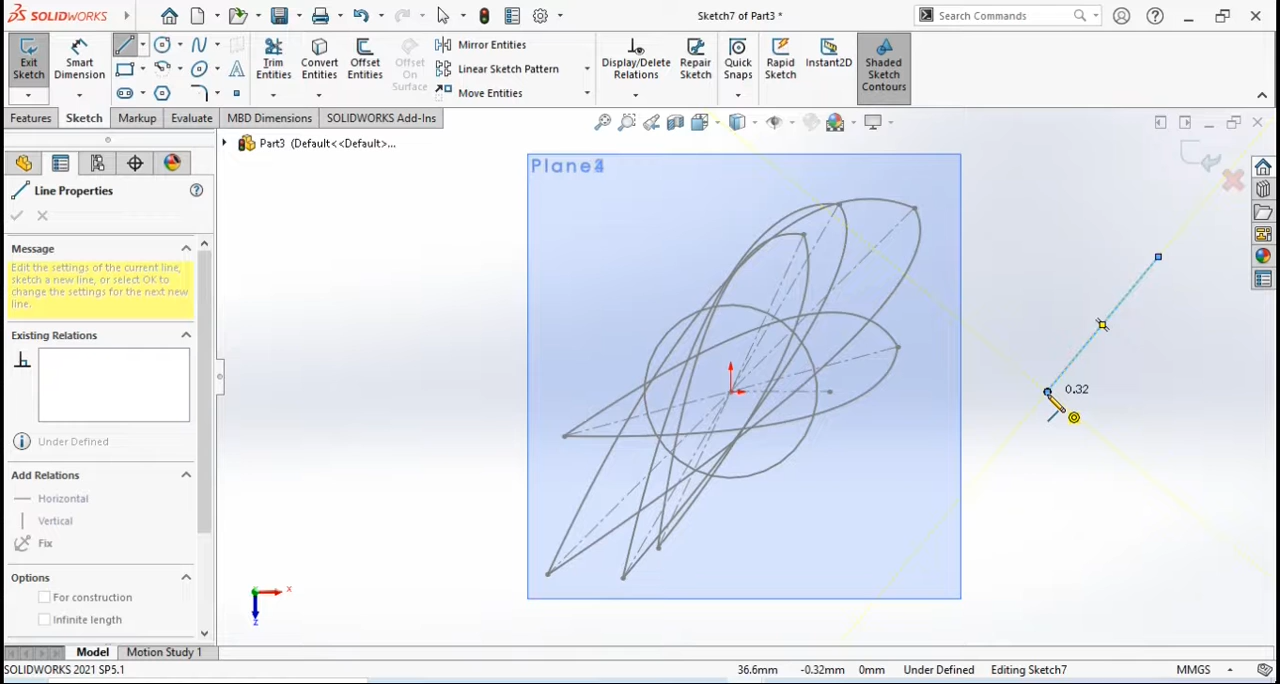 SOLIDWORKS
Sketch7 of Part3 *
Search Commands
Exit Sketch
Smart Dimension
Trim Entities
Convert Entities
Offset Entities
Offset On Surface
Mirror Entities
Linear Sketch Pattern
Move Entities
Display/Delete Relations
Repair Sketch
Quick Snaps
Rapid Sketch
Instant2D
Shaded Sketch Contours
Features
Sketch
Markup
Evaluate
MBD Dimensions
SOLIDWORKS Add-Ins
Part3 (Default<<Default>...
Line Properties
Message
Edit the settings of the current line,
sketch a new line, or select OK to
change the settings for the next new
line.
Existing Relations
Under Defined
Add Relations
Horizontal
Vertical
Fix
Options
For construction
Infinite length
0.32
x
z
Model
Motion Study 1
SOLIDWORKS 2021 SP5.1
36.6mm
-0.32mm
0mm
Under Defined
Editing Sketch7
MMGS